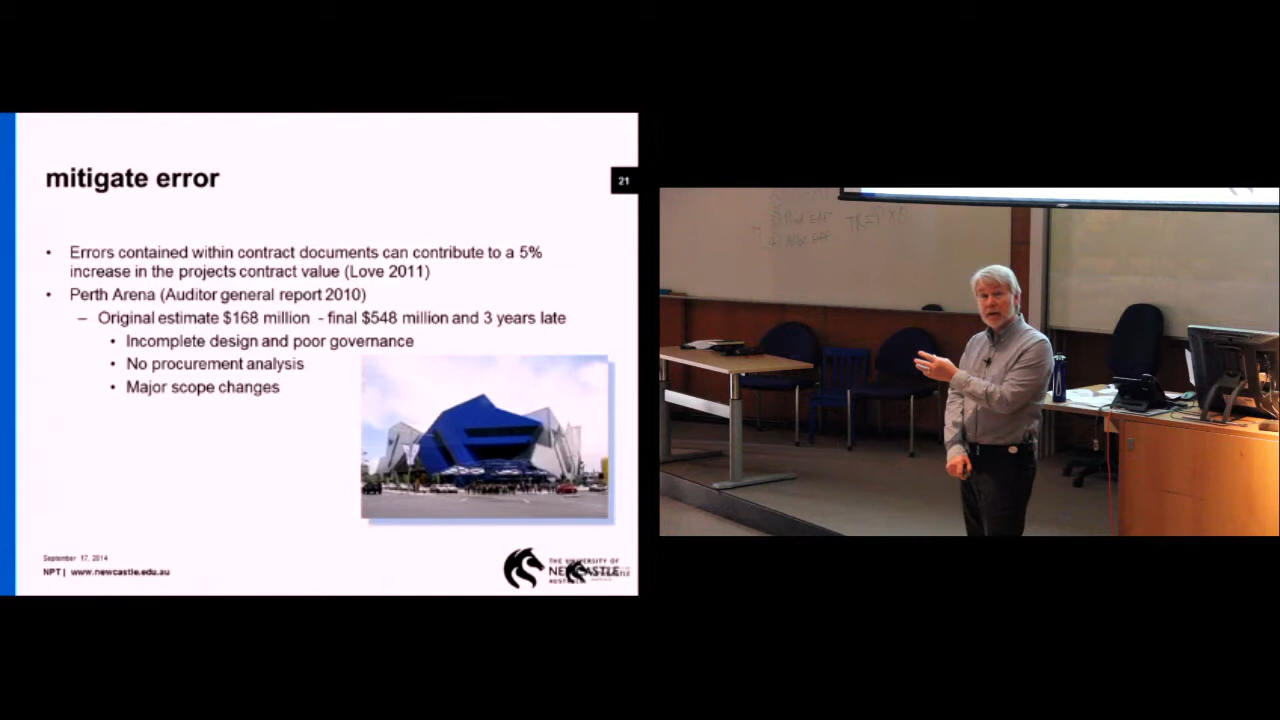 mitigate error
21
• Errors contained within contract documents can contribute to a 5%
increase in the projects contract value (Love 2011)
• Perth Arena (Auditor general report 2010)
– Original estimate $168 million - final $548 million and 3 years late
• Incomplete design and poor governance
• No procurement analysis
• Major scope changes
September 17, 2014
NPT | www.newcastle.edu.au
THE UNIVERSITY OF
NEWCASTLE
AUSTRALIA